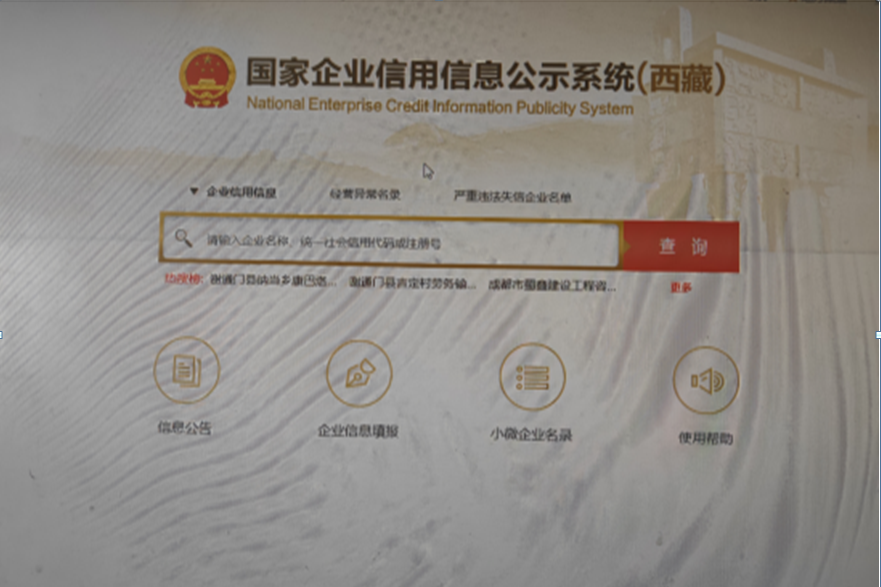 国家企业信用信息公示系统(西藏)
National Enterprise Credit Information Publicity System
企业信用信息 经营异常名录 严重违法失信企业名单
请输入企业名称、统一社会信用代码或注册号 查询
热搜榜: 谢通门县纳当乡康巴... 谢通门县 村劳务输... 成都市蜀鑫建设工程咨... 更多
信息公告 企业信息填报 小微企业名录 使用帮助